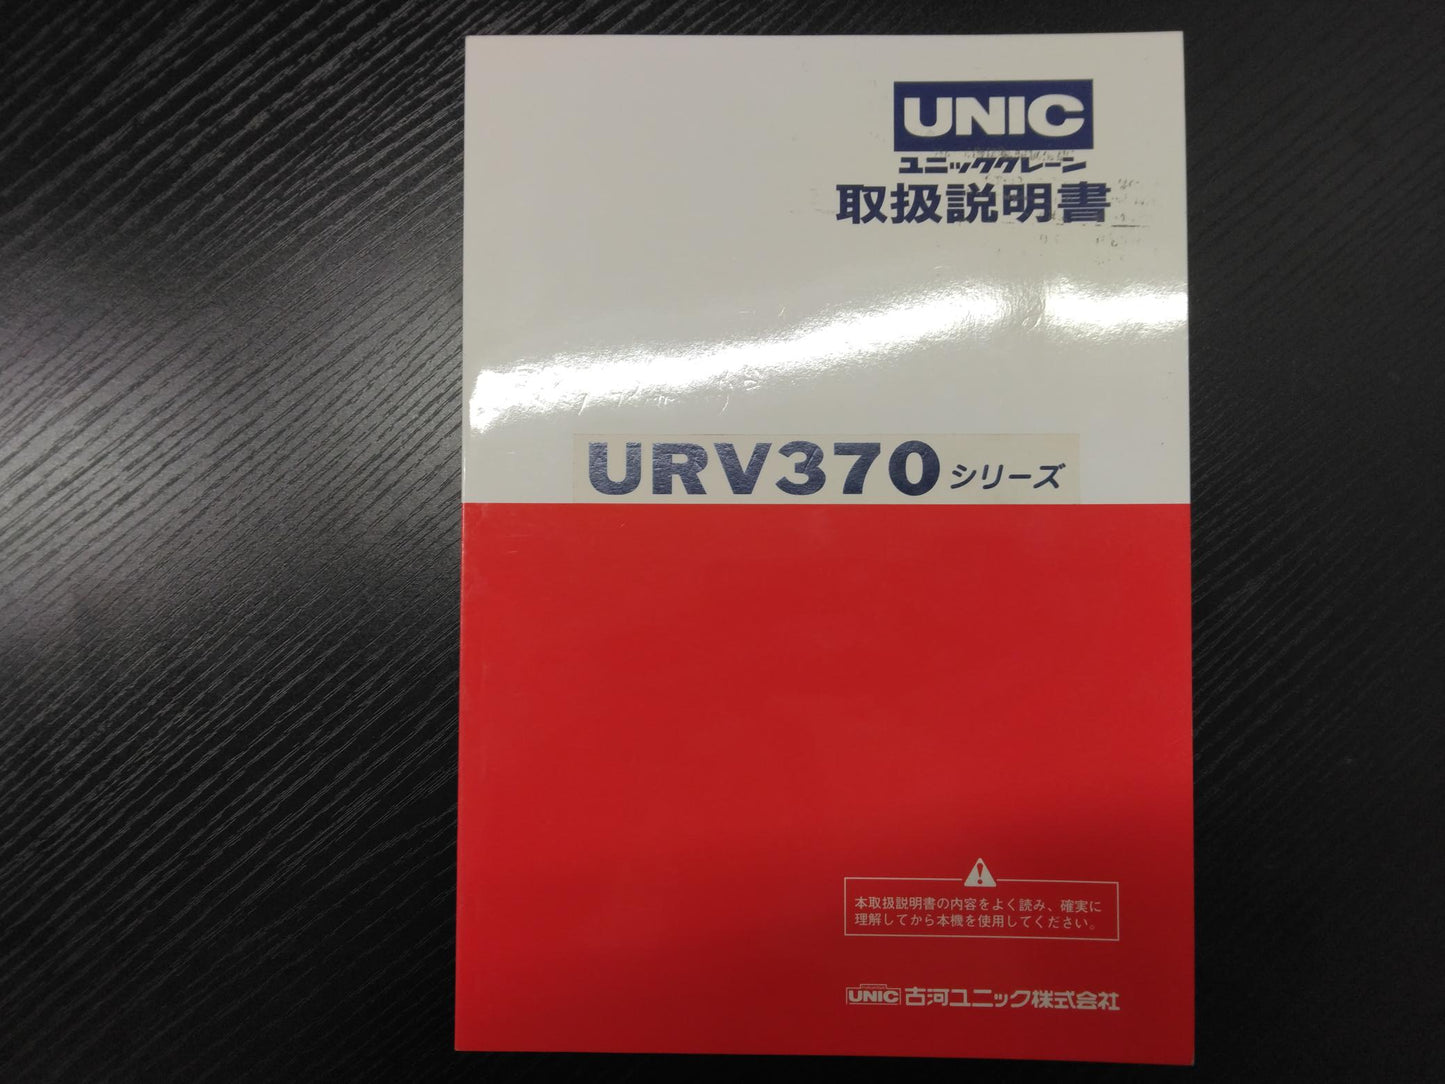 UNIC
ユニッククレーン
取扱説明書
URV370シリーズ
本取扱説明書の内容をよく読み、確実に
理解してから本機を使用してください。
UNIC 古河ユニック株式会社